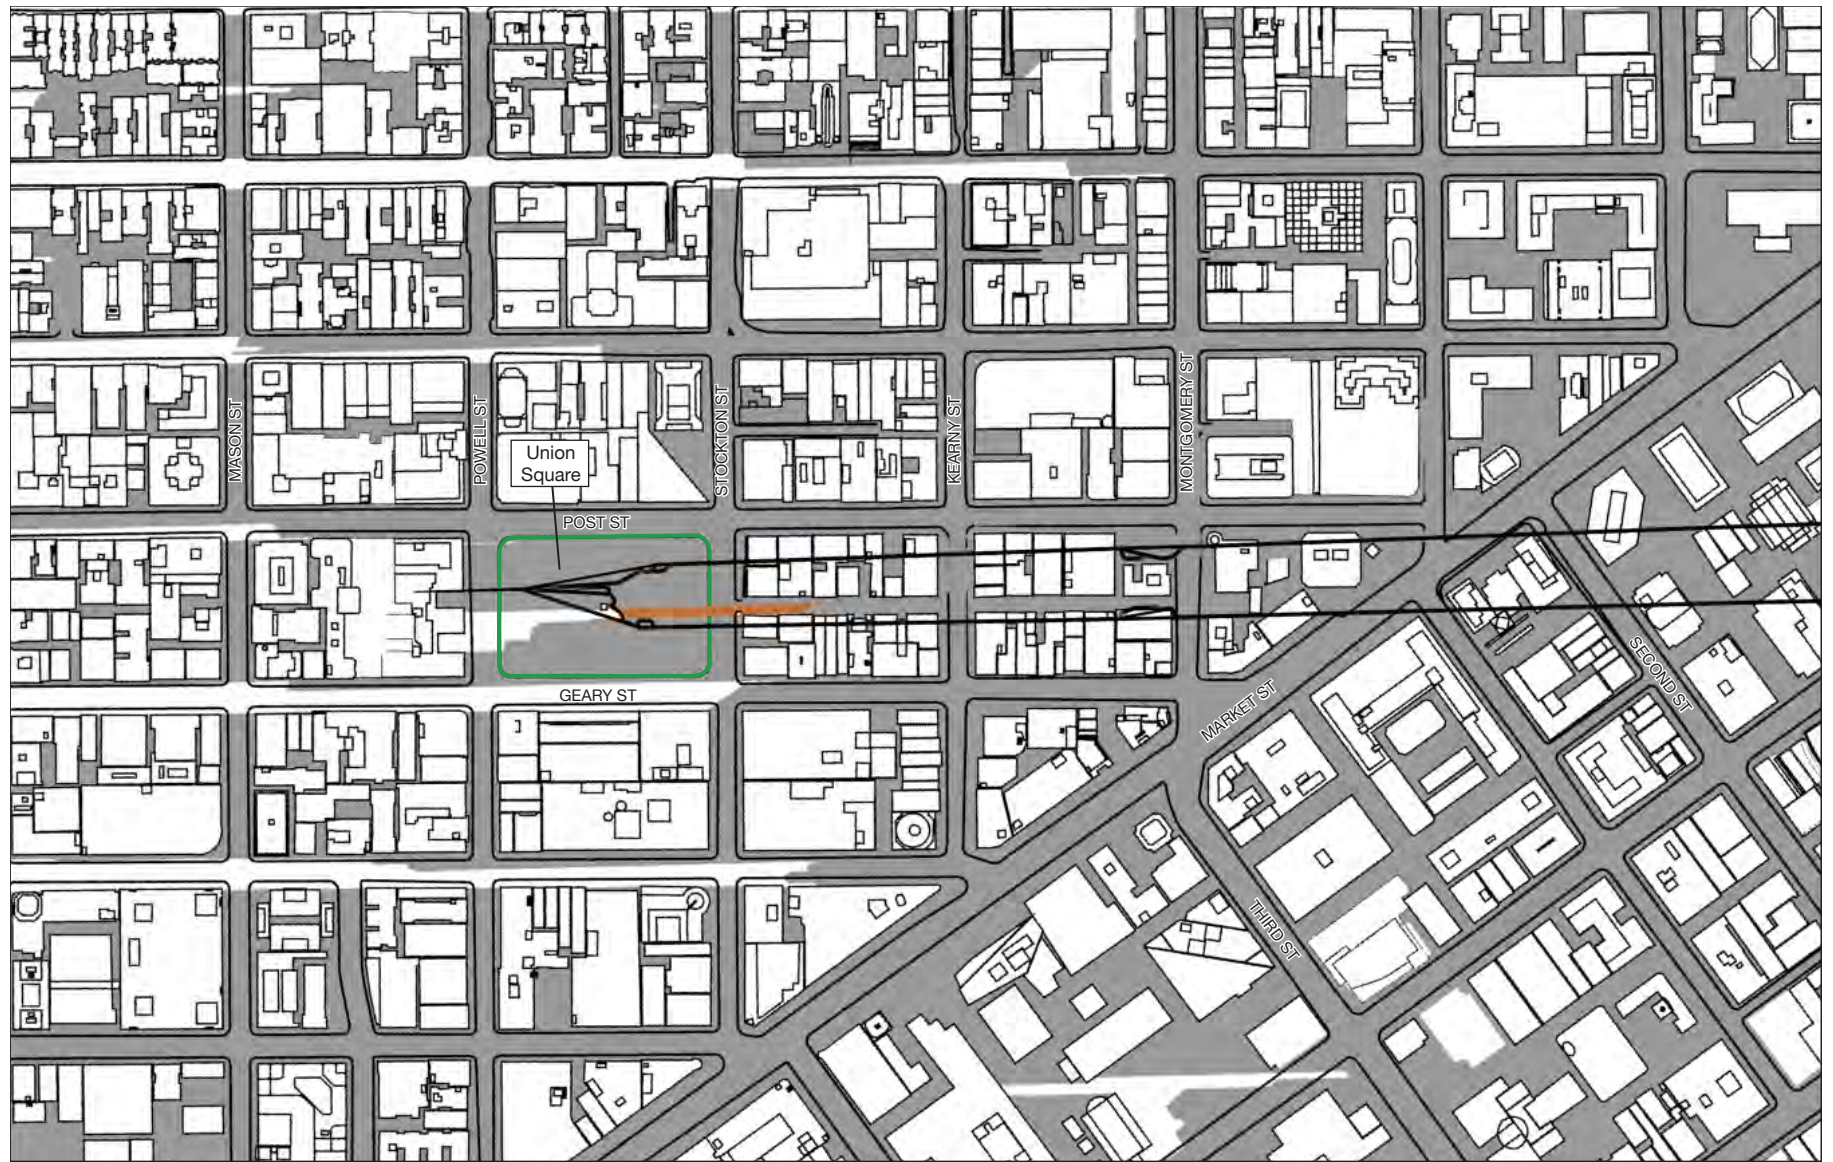 MASON ST
POWELL ST
STOCKTON ST
KEARNY ST
MONTGOMERY ST
Union
Square
POST ST
GEARY ST
MARKET ST
SECOND ST
THIRD ST